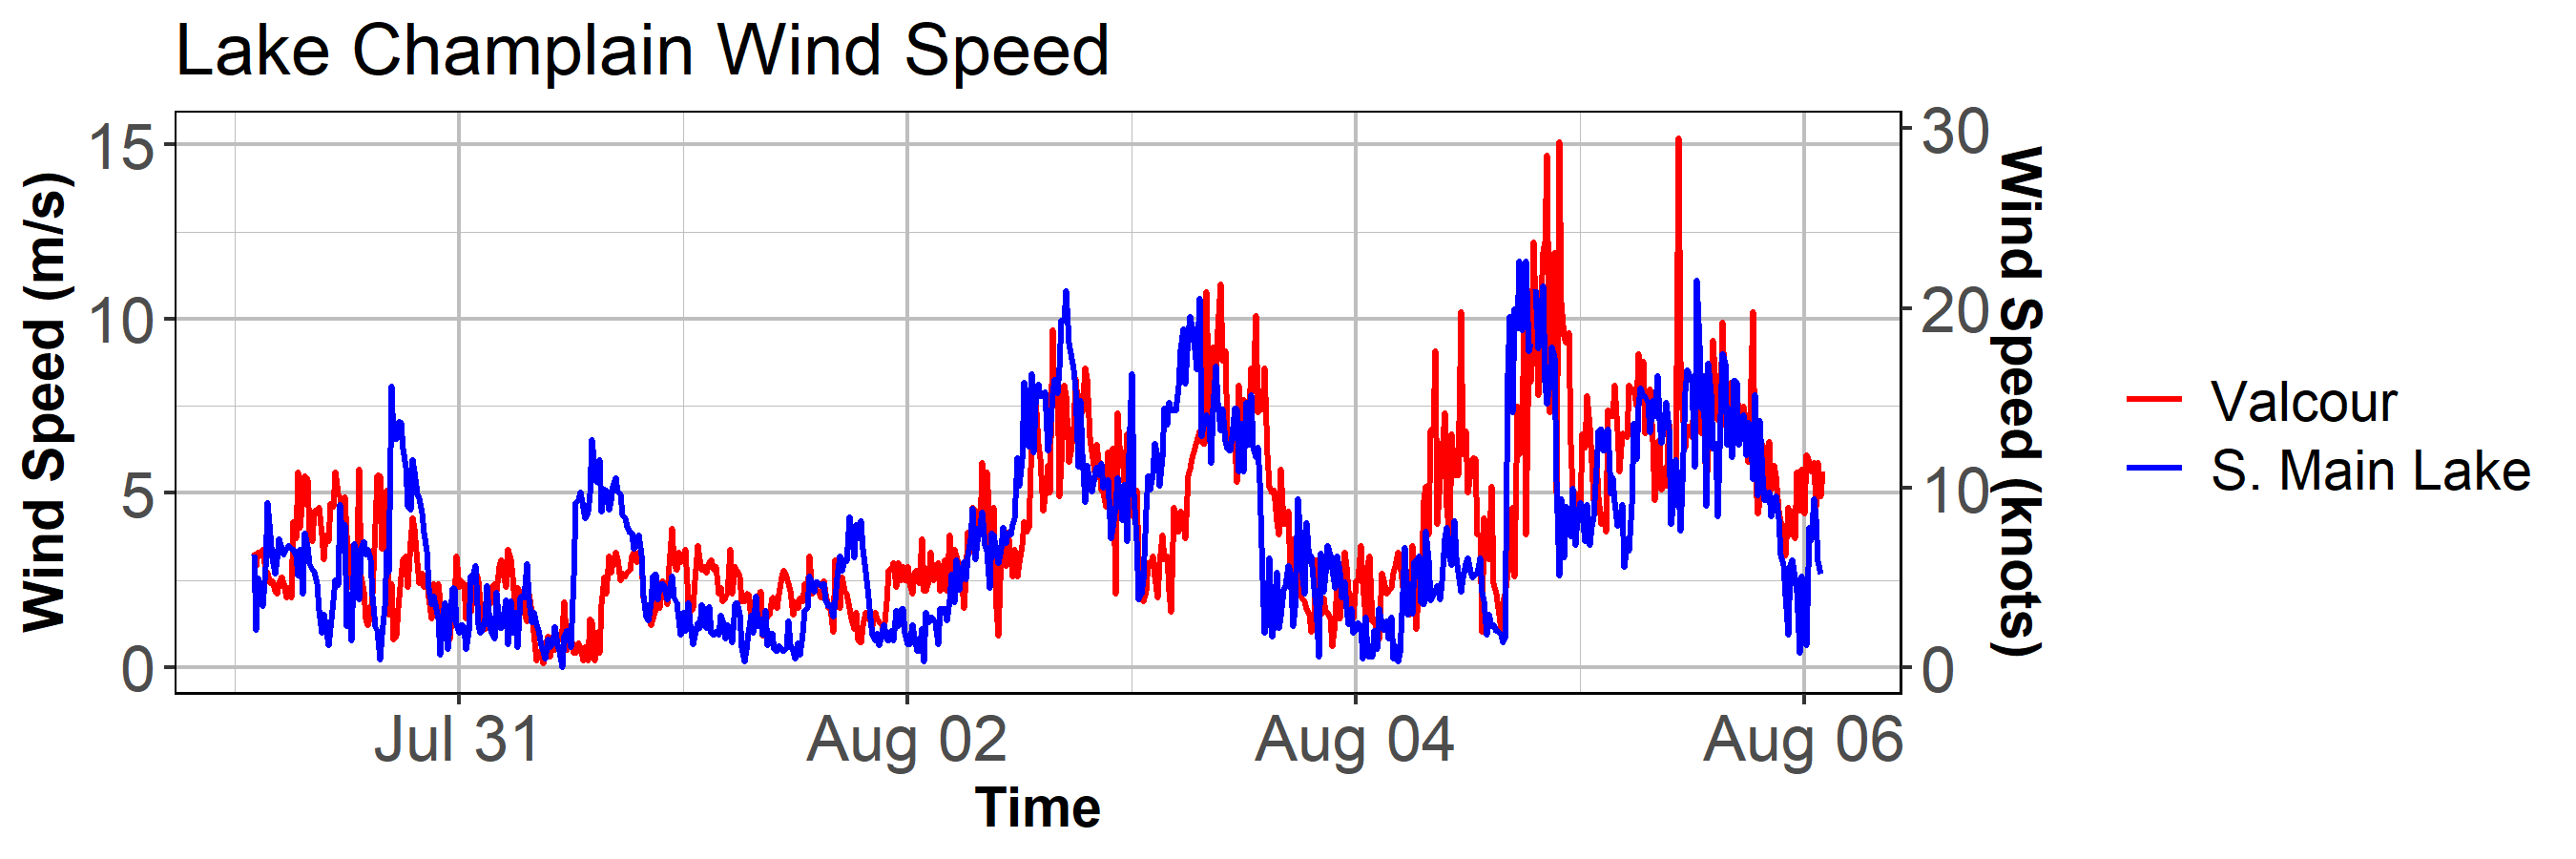 Lake Champlain Wind Speed
15
10
5
0
Wind Speed (m/s)
30
20
10
0
Wind Speed (knots)
Jul 31
Aug 02
Aug 04
Aug 06
Time
Valcour
S. Main Lake